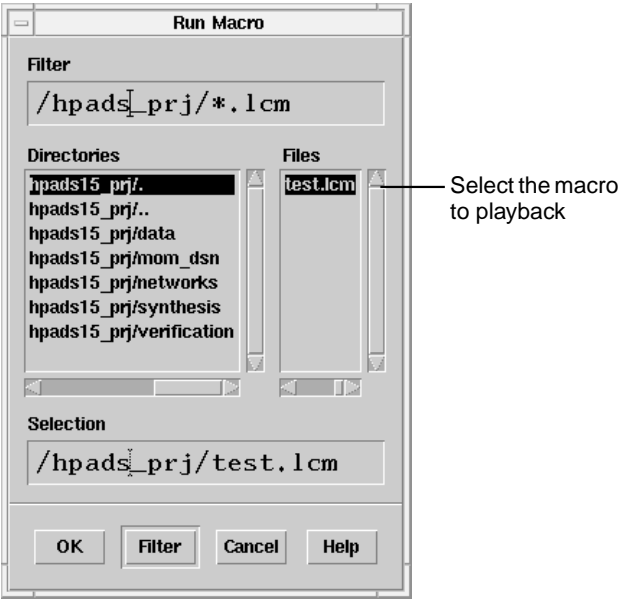 Run Macro
Filter
/hpads_prj/*.lcm
Directories
hpads15_prj/.
hpads15_prj/..
hpads15_prj/data
hpads15_prj/mom_dsn
hpads15_prj/networks
hpads15_prj/synthesis
hpads15_prj/verification
Files
test.lcm
Select the macro
to playback
Selection
/hpads_prj/test.lcm
OK
Filter
Cancel
Help